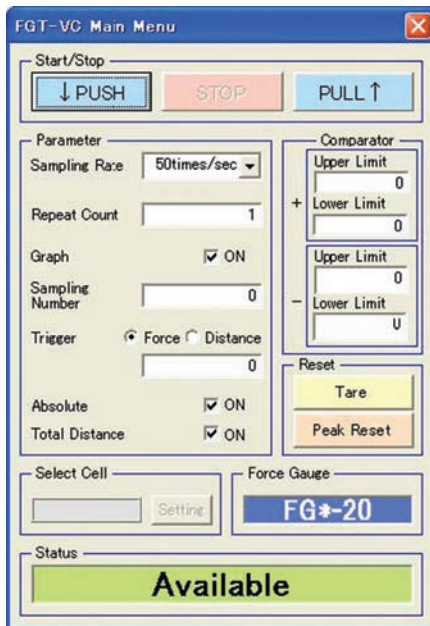 FGT-VC Main Menu
Start/Stop
↓PUSH
STOP
PULL↑
Parameter
Sampling Rate 50times/sec
Repeat Count 1
Graph ON
Sampling Number 0
Trigger Force Distance
0
Absolute ON
Total Distance ON
Comparator
+
Upper Limit
0
Lower Limit
0
-
Upper Limit
0
Lower Limit
0
Reset
Tare
Peak Reset
Select Cell
Setting
Force Gauge
FG*-20
Status
Available